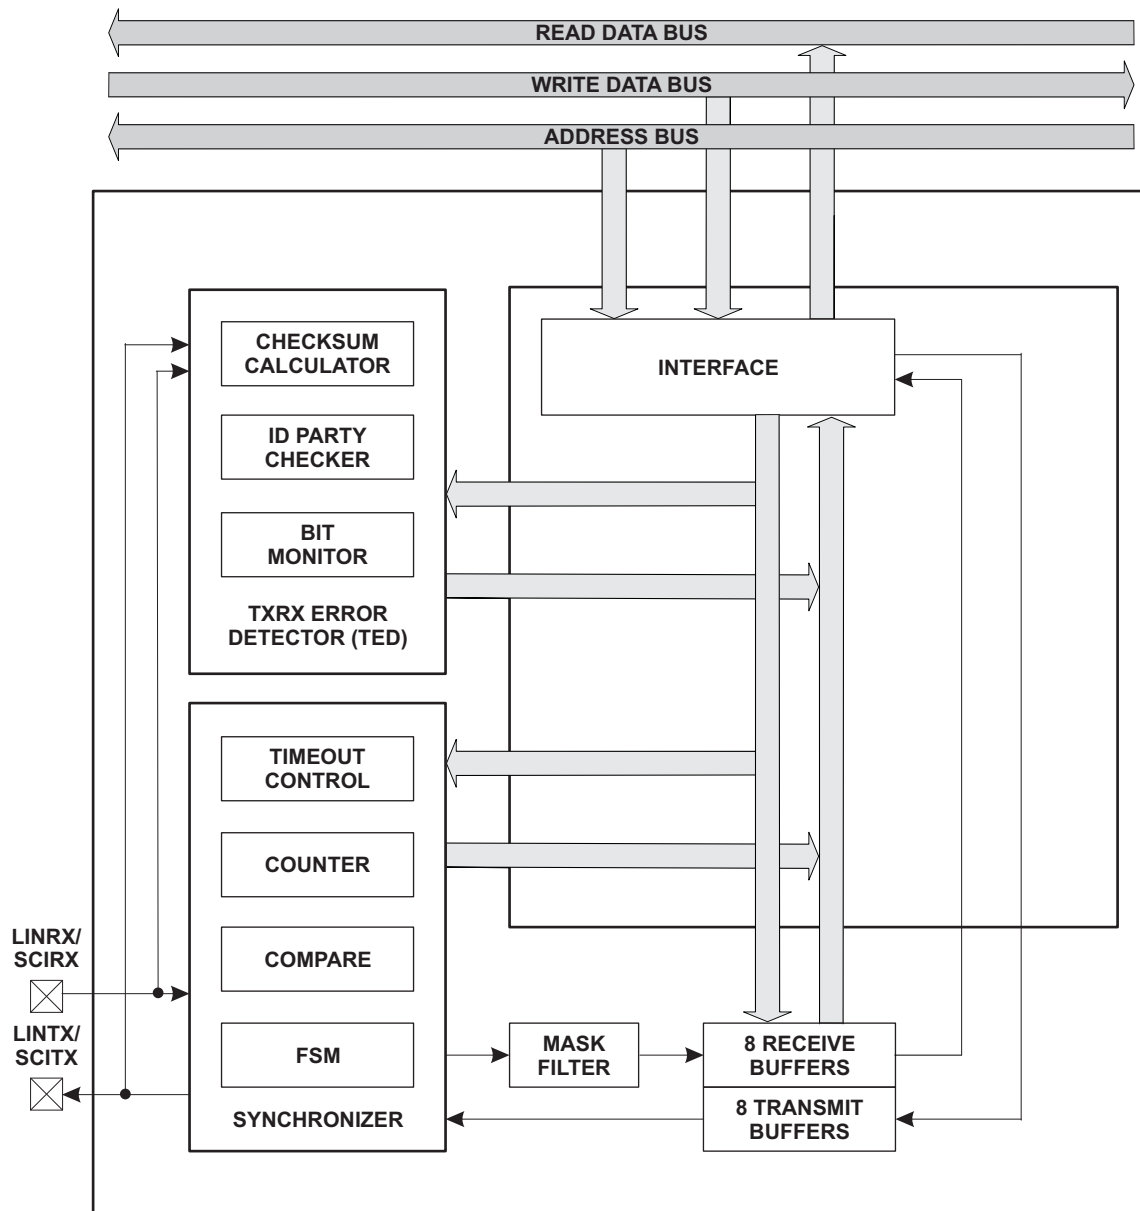 READ DATA BUS
WRITE DATA BUS
ADDRESS BUS
CHECKSUM
CALCULATOR
INTERFACE
ID PARTY
CHECKER
BIT
MONITOR
TXRX ERROR
DETECTOR (TED)
TIMEOUT
CONTROL
COUNTER
COMPARE
LINRX/
SCIRX
LINTX/
SCITX
FSM
SYNCHRONIZER
MASK
FILTER
8 RECEIVE
BUFFERS
8 TRANSMIT
BUFFERS